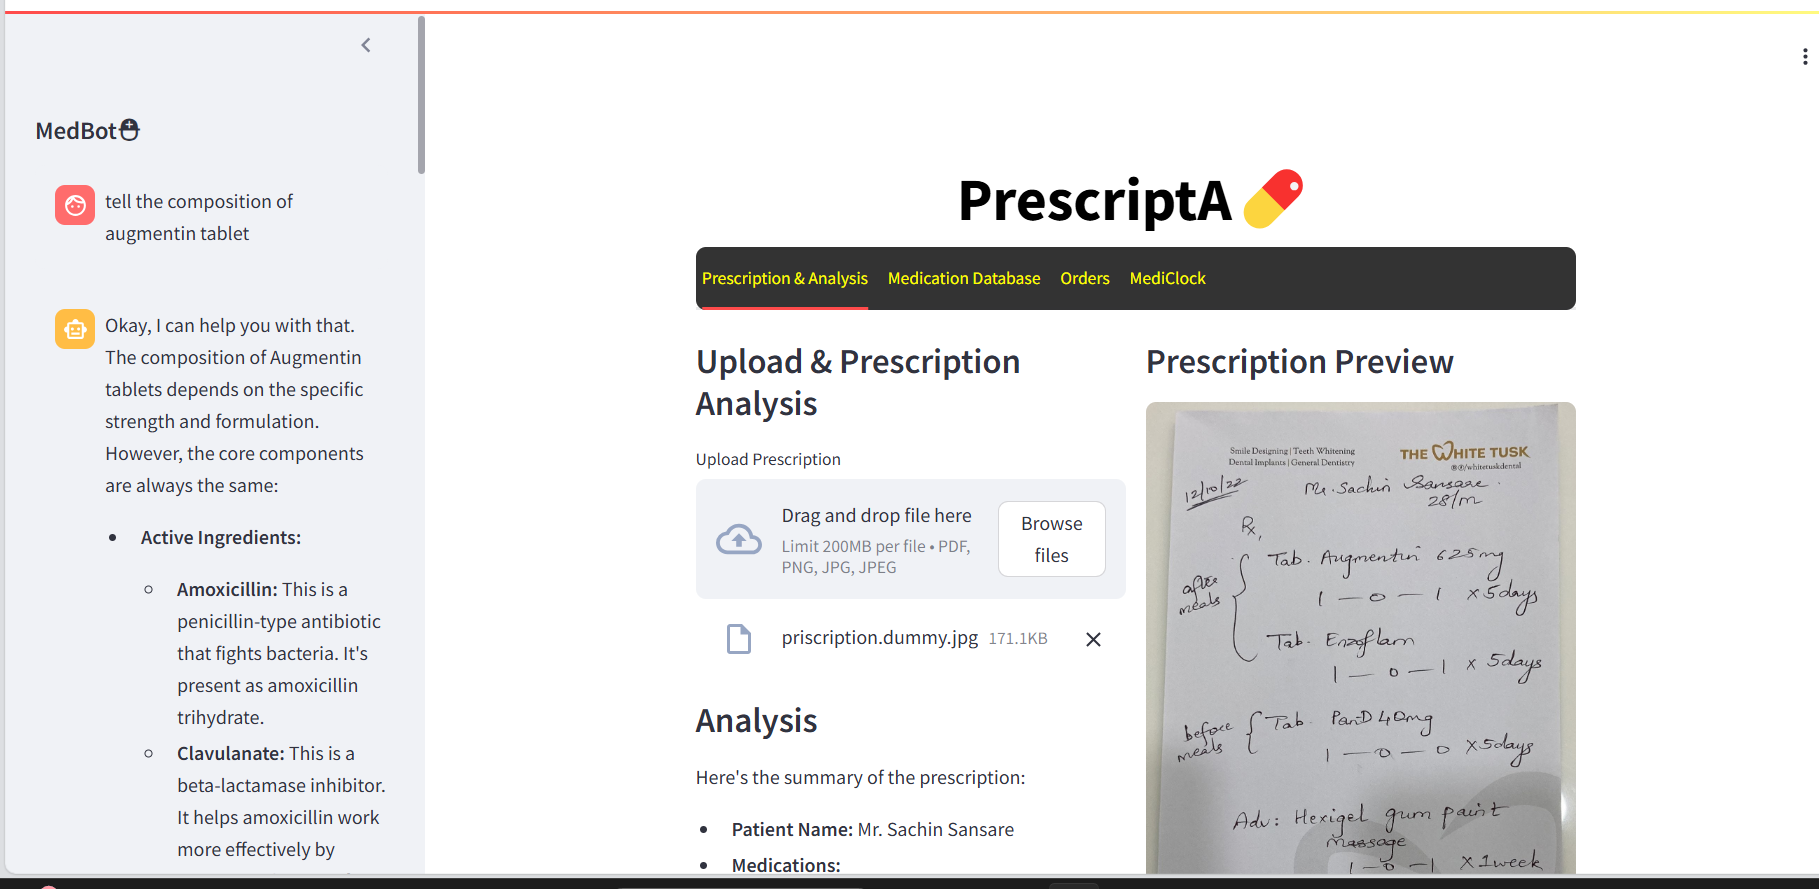 MedBot
tell the composition of
augmentin tablet
Okay, I can help you with that.
The composition of Augmentin
tablets depends on the specific
strength and formulation.
However, the core components
are always the same:
Active Ingredients:
Amoxicillin: This is a
penicillin-type antibiotic
that fights bacteria. It's
present as amoxicillin
trihydrate.
Clavulanate: This is a
beta-lactamase inhibitor.
It helps amoxicillin work
more effectively by
PrescriptA
Prescription & Analysis Medication Database Orders MediClock
Upload & Prescription
Analysis
Upload Prescription
Drag and drop file here
Limit 200MB per file • PDF,
PNG, JPG, JPEG
Browse
files
priscription.dummy.jpg 171.1KB
Analysis
Here's the summary of the prescription:
Patient Name: Mr. Sachin Sansare
Medications:
Prescription Preview
Smile Designing | Teeth Whitening
Dental Implants | General Dentistry
THE WHITE TUSK
/whitetuskdental
12/10/22
Mr. Sachin Sansare.
28/m
Rx,
after
meals
Tab. Augmentin 625mg
1 — 0 — 1 x 5days
Tab. Enzoflam
1 — 0 — 1 x 5days
before
meals
Tab. PanD 40mg
1 — 0 — 0 x 5days
Adv: Hexigel gum paint
massage
1 — 0 — 1 x 1week